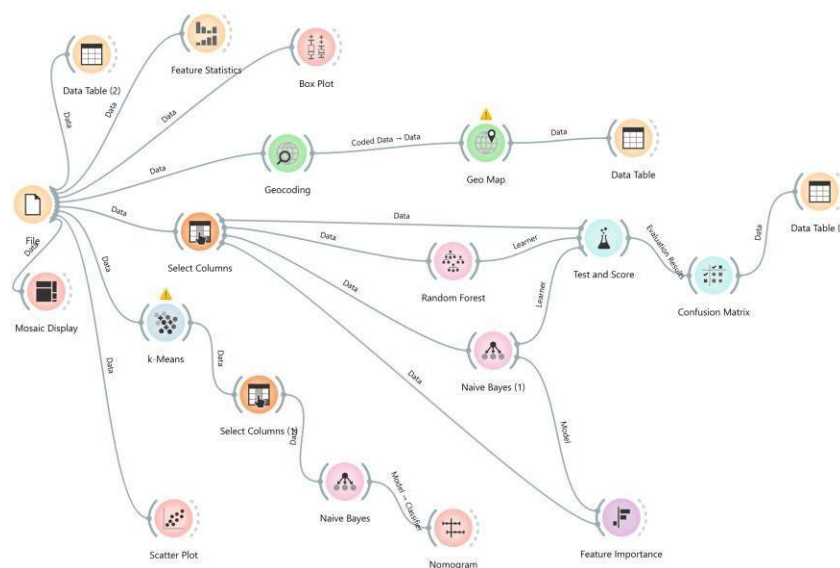 Data Table (2)
Feature Statistics
Box Plot
Data
Data
Data
Data
Coded Data → Data
Data
Geocoding
Geo Map
Data Table
File
Data
Data
Data
Select Columns
Data
Learner
Random Forest
Test and Score
Evaluation Results
Confusion Matrix
Data
Data Table (
Mosaic Display
Data
k-Means
Data
Data
Learner
Naive Bayes (1)
Data
Data
Select Columns (1)
Data
Model
Naive Bayes
Model → Classifier
Scatter Plot
Nomogram
Feature Importance